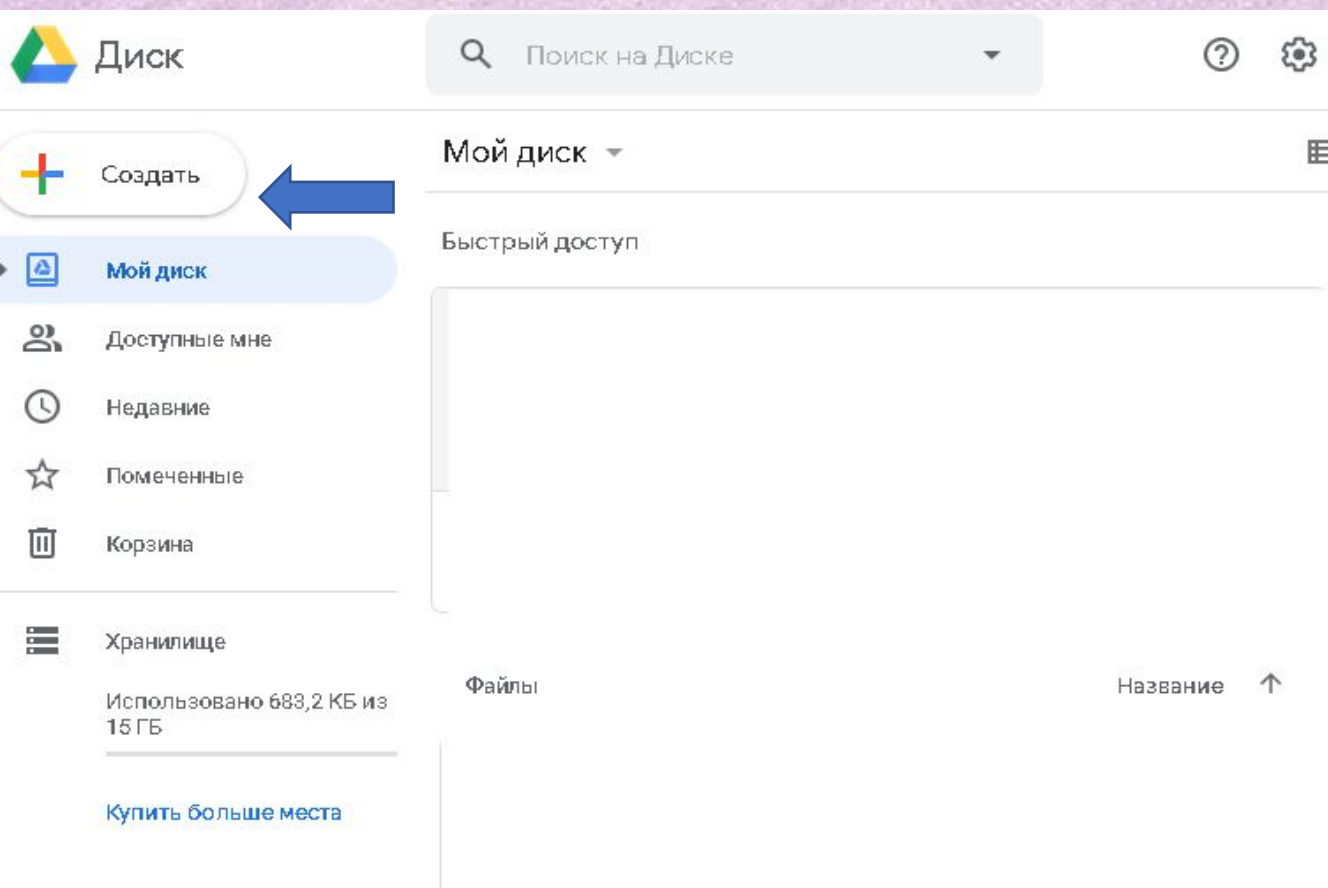 Диск
Поиск на Диске
Создать
Мой диск
Быстрый доступ
Мой диск
Доступные мне
Недавние
Помеченные
Корзина
Хранилище
Использовано 683,2 КБ из
15 ГБ
Купить больше места
Файлы
Название